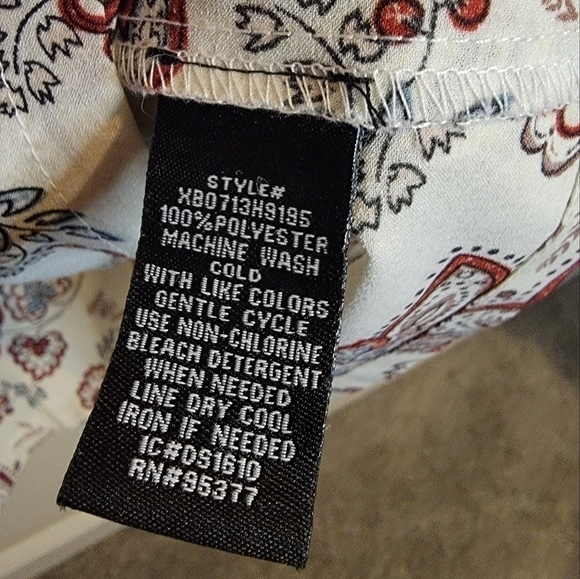 STYLE#
XB0713H9195
100%POLYESTER
MACHINE WASH
COLD
WITH LIKE COLORS
GENTLE CYCLE
USE NON-CHLORINE
BLEACH DETERGENT
WHEN NEEDED
LINE DRY COOL
IRON IF NEEDED
IC#DS1610
RN#95377